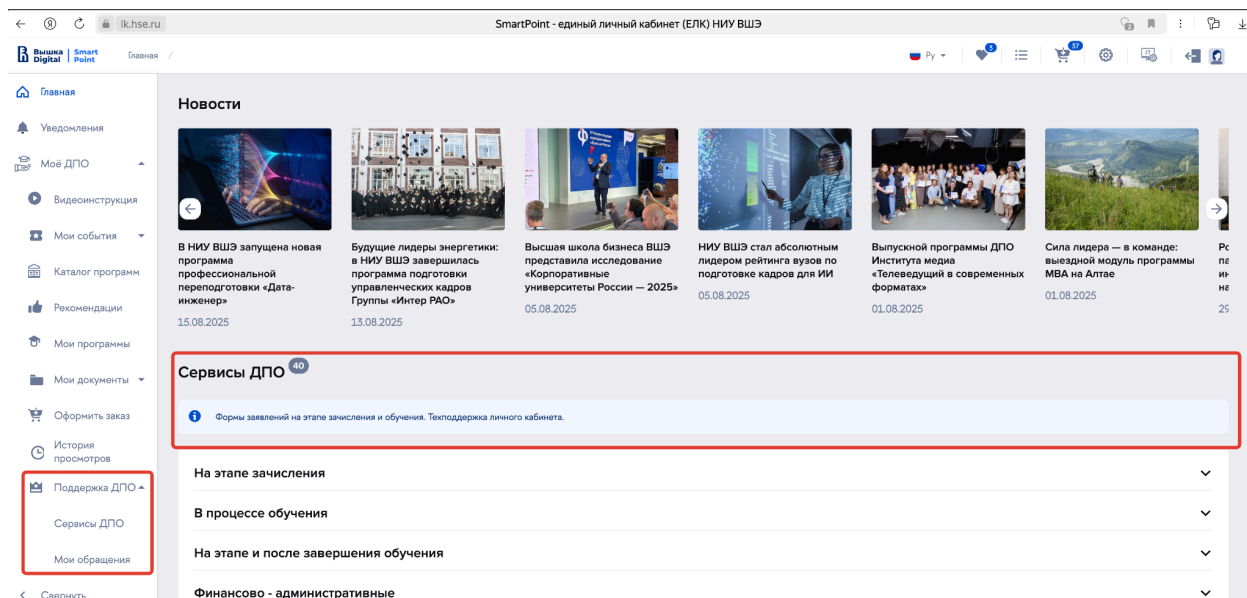 lk.hse.ru
SmartPoint - единый личный кабинет (ЕЛК) НИУ ВШЭ
2
Вышка Digital
Smart Point
Главная /
Ру
3
37
Главная
Уведомления
Моё ДПО
Видеоинструкция
Мои события
Каталог программ
Рекомендации
Мои программы
Мои документы
Оформить заказ
История
просмотров
Поддержка ДПО
Сервисы ДПО
Мои обращения
Свернуть
Новости
В НИУ ВШЭ запущена новая
программа
профессиональной
переподготовки «Дата-
инженер»
15.08.2025
Будущие лидеры энергетики:
в НИУ ВШЭ завершилась
программа подготовки
управленческих кадров
Группы «Интер РАО»
13.08.2025
Высшая школа бизнеса ВШЭ
представила исследование
«Корпоративные
университеты России — 2025»
05.08.2025
НИУ ВШЭ стал абсолютным
лидером рейтинга вузов по
подготовке кадров для ИИ
05.08.2025
Выпускной программы ДПО
Института медиа
«Телеведущий в современных
форматах»
01.08.2025
Сила лидера — в команде:
выездной модуль программы
MBA на Алтае
01.08.2025
Сервисы ДПО 40
Формы заявлений на этапе зачисления и обучения. Техподдержка личного кабинета.
На этапе зачисления
В процессе обучения
На этапе и после завершения обучения
Финансово - административные